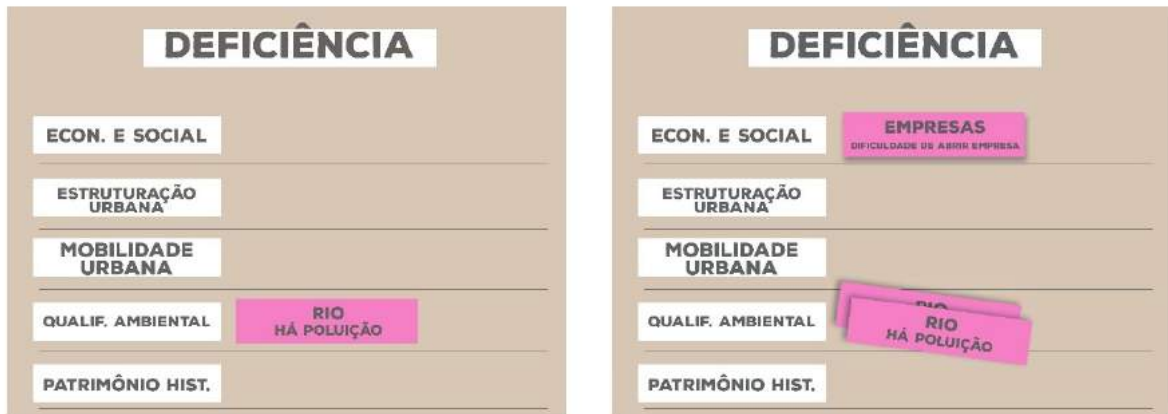 DEFICIÊNCIA
ECON. E SOCIAL
ESTRUTURAÇÃO
URBANA
MOBILIDADE
URBANA
QUALIF. AMBIENTAL
RIO
HÁ POLUIÇÃO
PATRIMÔNIO HIST.
DEFICIÊNCIA
ECON. E SOCIAL
EMPRESAS
DIFICULDADE DE ABRIR EMPRESA
ESTRUTURAÇÃO
URBANA
MOBILIDADE
URBANA
QUALIF. AMBIENTAL
RIO
RIO
HÁ POLUIÇÃO
PATRIMÔNIO HIST.